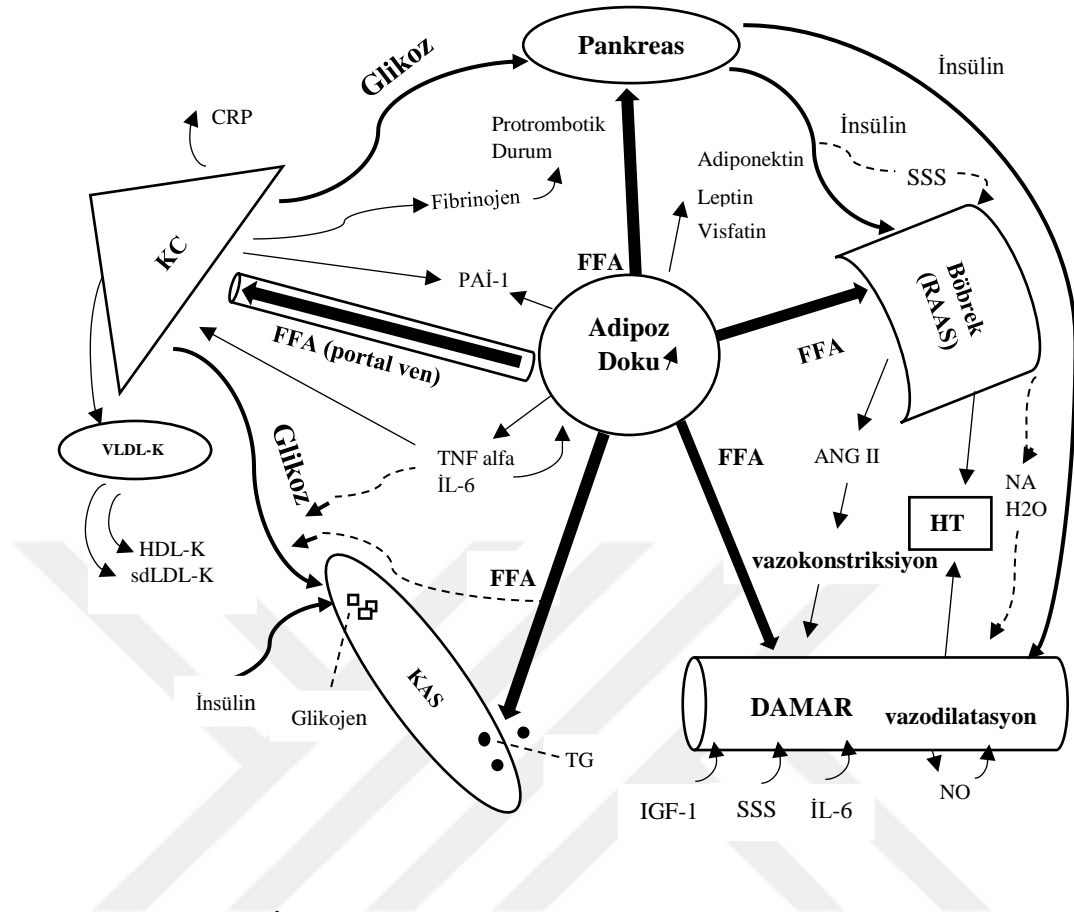 Pankreas
Glikoz
İnsülin
CRP
Protrombotik
Durum
İnsülin
Adiponektin
SSS
Leptin
Fibrinojen
Visfatin
KC
Böbrek
(RAAS)
FFA
PAİ-1
Adipoz
Doku
FFA (portal ven)
FFA
Glikoz
VLDL-K
TNF alfa
İL-6
FFA
ANG II
NA
H2O
HT
HDL-K
sdLDL-K
vazokonstriksiyon
FFA
KAS
İnsülin
Glikojen
DAMAR
vazodilatasyon
TG
NO
IGF-1
SSS
İL-6